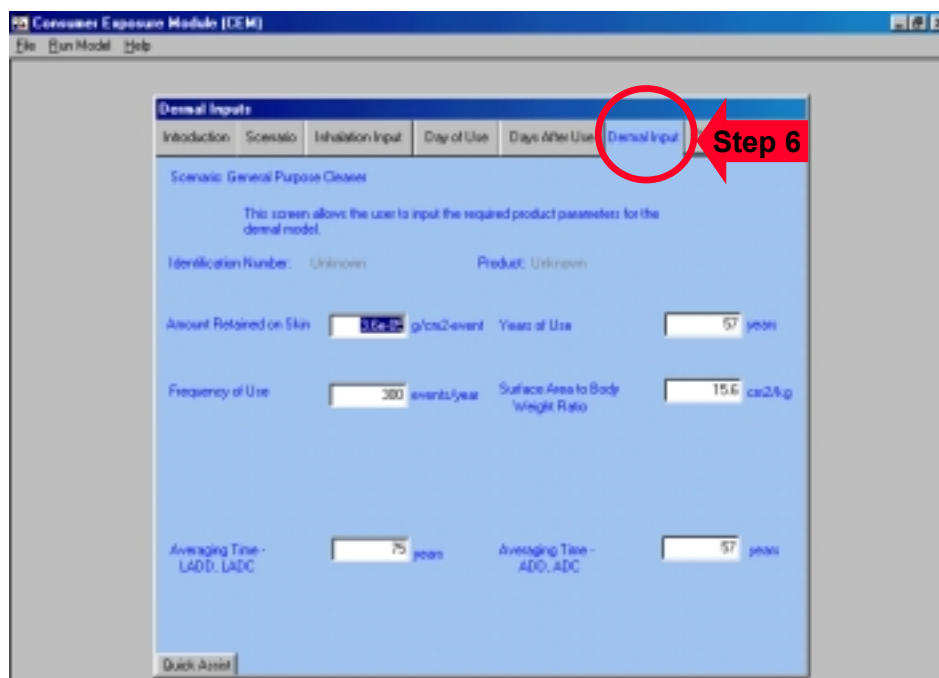 Consumer Exposure Module (CEM)
File Run Model Help
Dermal Inputs
Introduction Scenario Inhalation Input Day of Use Days After Use Dermal Input Step 6
Scenario: General Purpose Cleaner
This screen allows the user to input the required product parameters for the
dermal model.
Identification Number: Unknown Product: Unknown
Amount Retained on Skin g/cm2-event Years of Use 57 years
Frequency of Use 300 events/year Surface Area to Body
Weight Ratio 15.6 cm2/kg
Averaging Time -
LADD, LADC 75 years Averaging Time -
ADD, ADC 57 years
Quick Assist